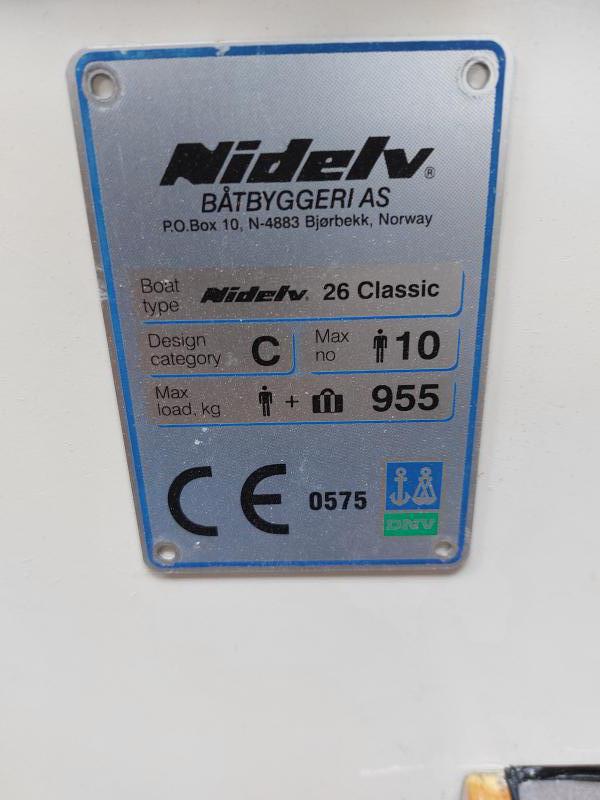 Nidelv®
BÅTBYGGERI AS
P.O.Box 10, N-4883 Bjørbekk, Norway
Boat type Nidelv® 26 Classic
Design category C Max no 10
Max load, kg + 955
CE 0575 DNV